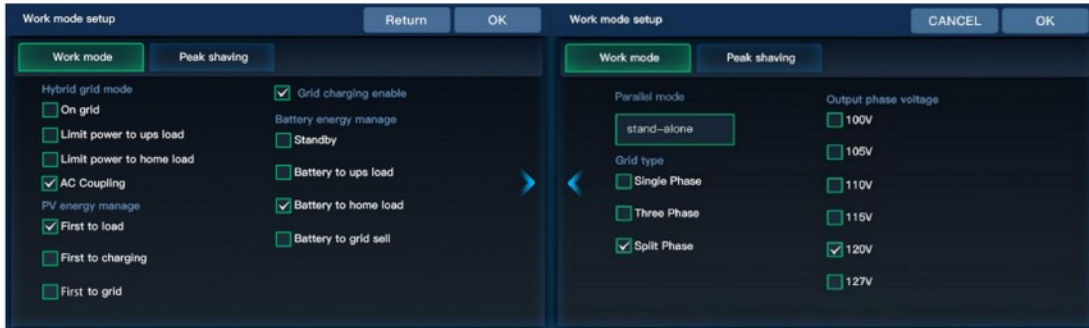 Work mode setup
Return
OK
Work mode
Peak shaving
Hybrid grid mode
On grid
Limit power to ups load
Limit power to home load
AC Coupling
PV energy manage
First to load
First to charging
First to grid
Grid charging enable
Battery energy manage
Standby
Battery to ups load
Battery to home load
Battery to grid sell
Work mode setup
CANCEL
OK
Work mode
Peak shaving
Parallel mode
stand-alone
Grid type
Single Phase
Three Phase
Split Phase
Output phase voltage
100V
105V
110V
115V
120V
127V